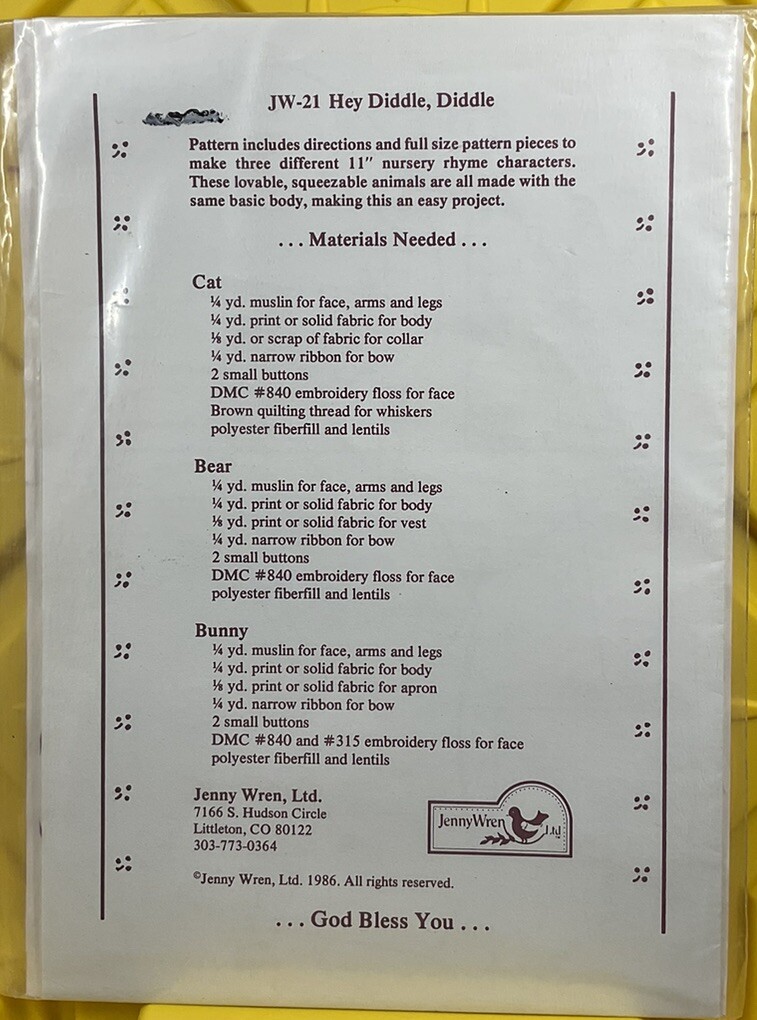 JW-21 Hey Diddle, Diddle
Pattern includes directions and full size pattern pieces to
make three different 11″ nursery rhyme characters.
These lovable, squeezable animals are all made with the
same basic body, making this an easy project.
. . . Materials Needed . . .
Cat
¼ yd. muslin for face, arms and legs
¼ yd. print or solid fabric for body
⅛ yd. or scrap of fabric for collar
¼ yd. narrow ribbon for bow
2 small buttons
DMC #840 embroidery floss for face
Brown quilting thread for whiskers
polyester fiberfill and lentils
Bear
¼ yd. muslin for face, arms and legs
¼ yd. print or solid fabric for body
⅛ yd. print or solid fabric for vest
¼ yd. narrow ribbon for bow
2 small buttons
DMC #840 embroidery floss for face
polyester fiberfill and lentils
Bunny
¼ yd. muslin for face, arms and legs
¼ yd. print or solid fabric for body
⅛ yd. print or solid fabric for apron
¼ yd. narrow ribbon for bow
2 small buttons
DMC #840 and #315 embroidery floss for face
polyester fiberfill and lentils
Jenny Wren, Ltd.
7166 S. Hudson Circle
Littleton, CO 80122
303-773-0364
JennyWren Ltd
©Jenny Wren, Ltd. 1986. All rights reserved.
. . . God Bless You . . .